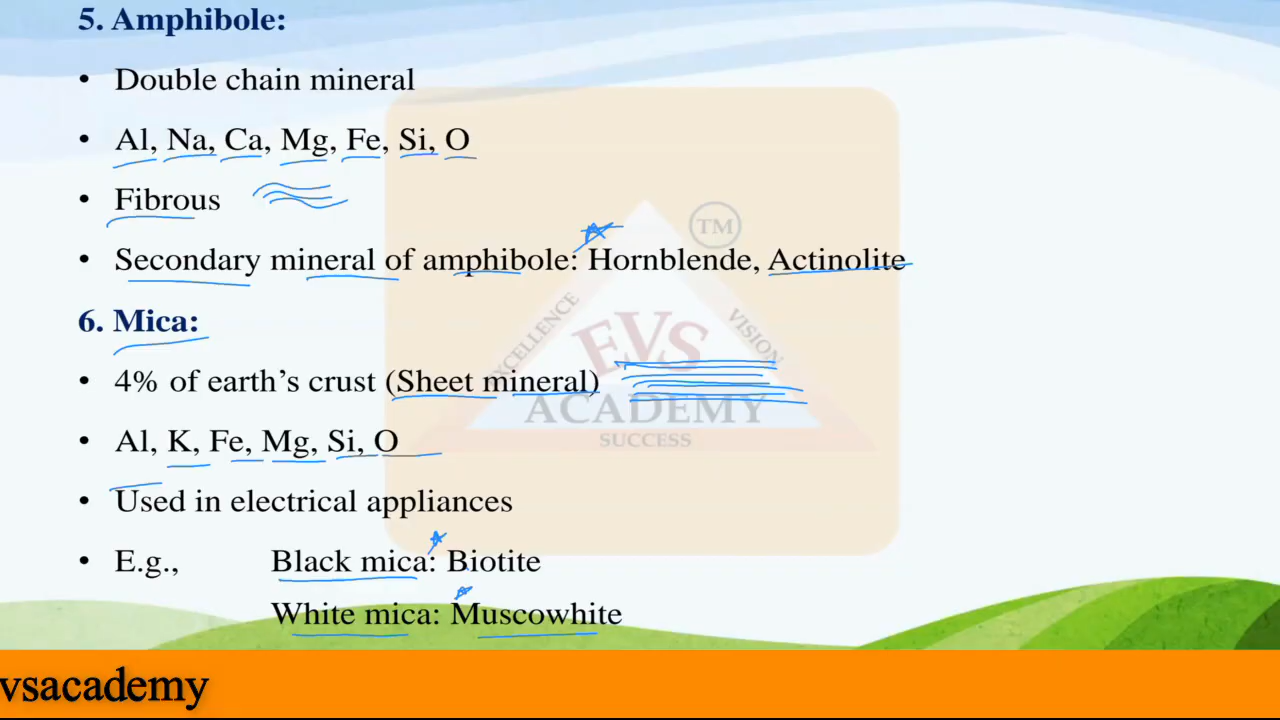 5. Amphibole:
• Double chain mineral
• Al, Na, Ca, Mg, Fe, Si, O
• Fibrous
TM
• Secondary mineral of amphibole: Hornblende, Actinolite
6. Mica:
EXCELLENCE
VISION
EVS
• 4% of earth’s crust (Sheet mineral)
ACADEMY
• Al, K, Fe, Mg, Si, O
SUCCESS
• Used in electrical appliances
• E.g., Black mica: Biotite
White mica: Muscowhite
vsacademy